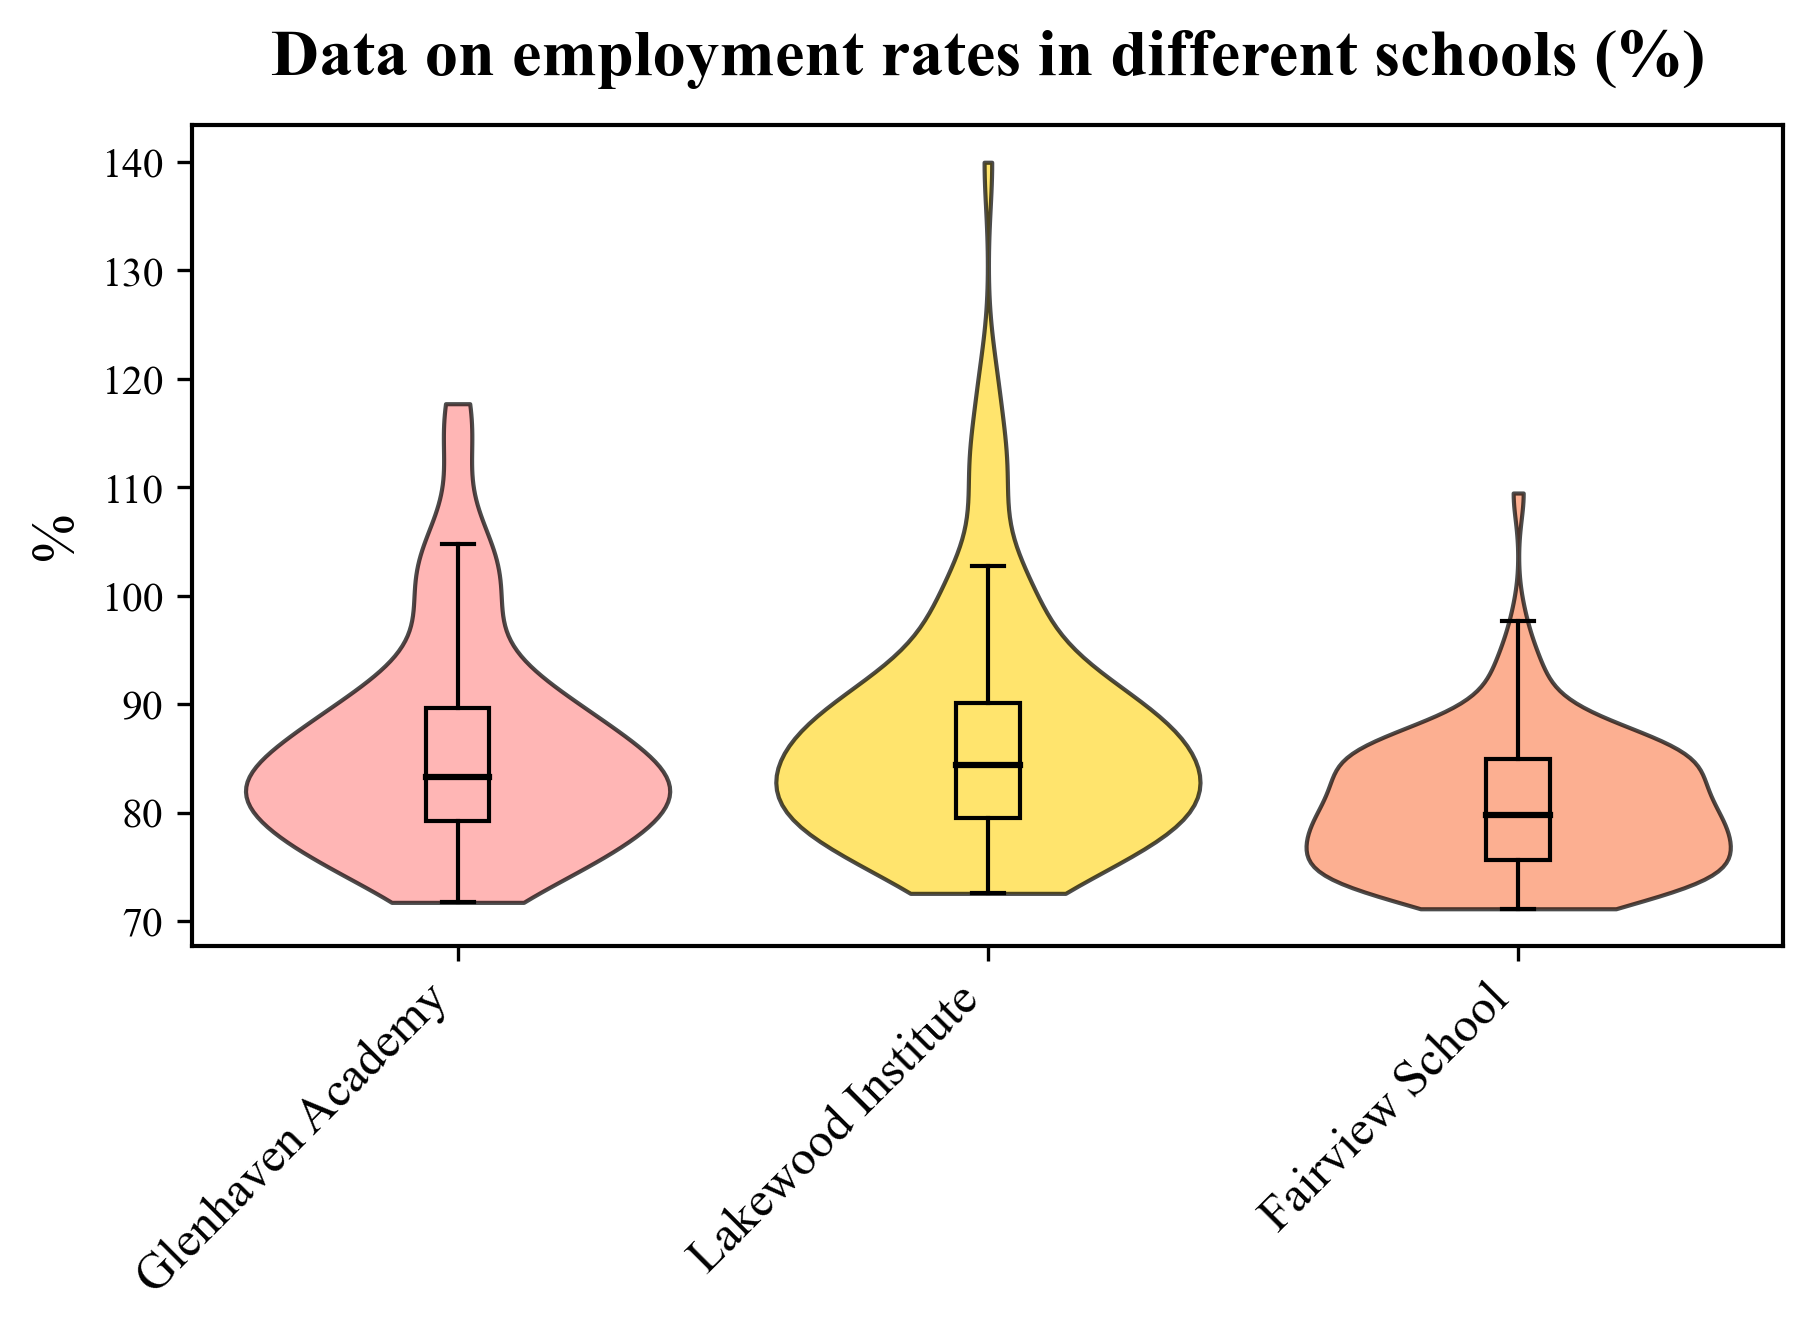 Data on employment rates in different schools (%)
%
140
130
120
110
100
90
80
70
Glenhaven Academy
Lakewood Institute
Fairview School